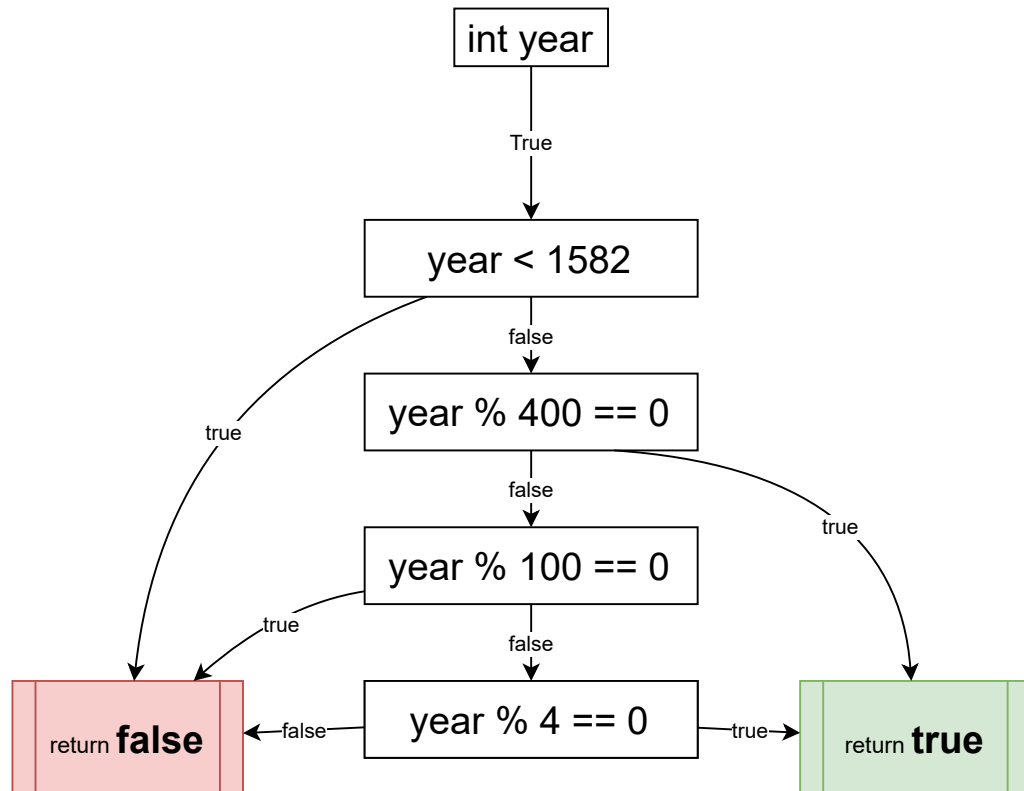 int year
True
year < 1582
false
year % 400 == 0
true
false
true
year % 100 == 0
true
false
return false
false
year % 4 == 0
true
return true